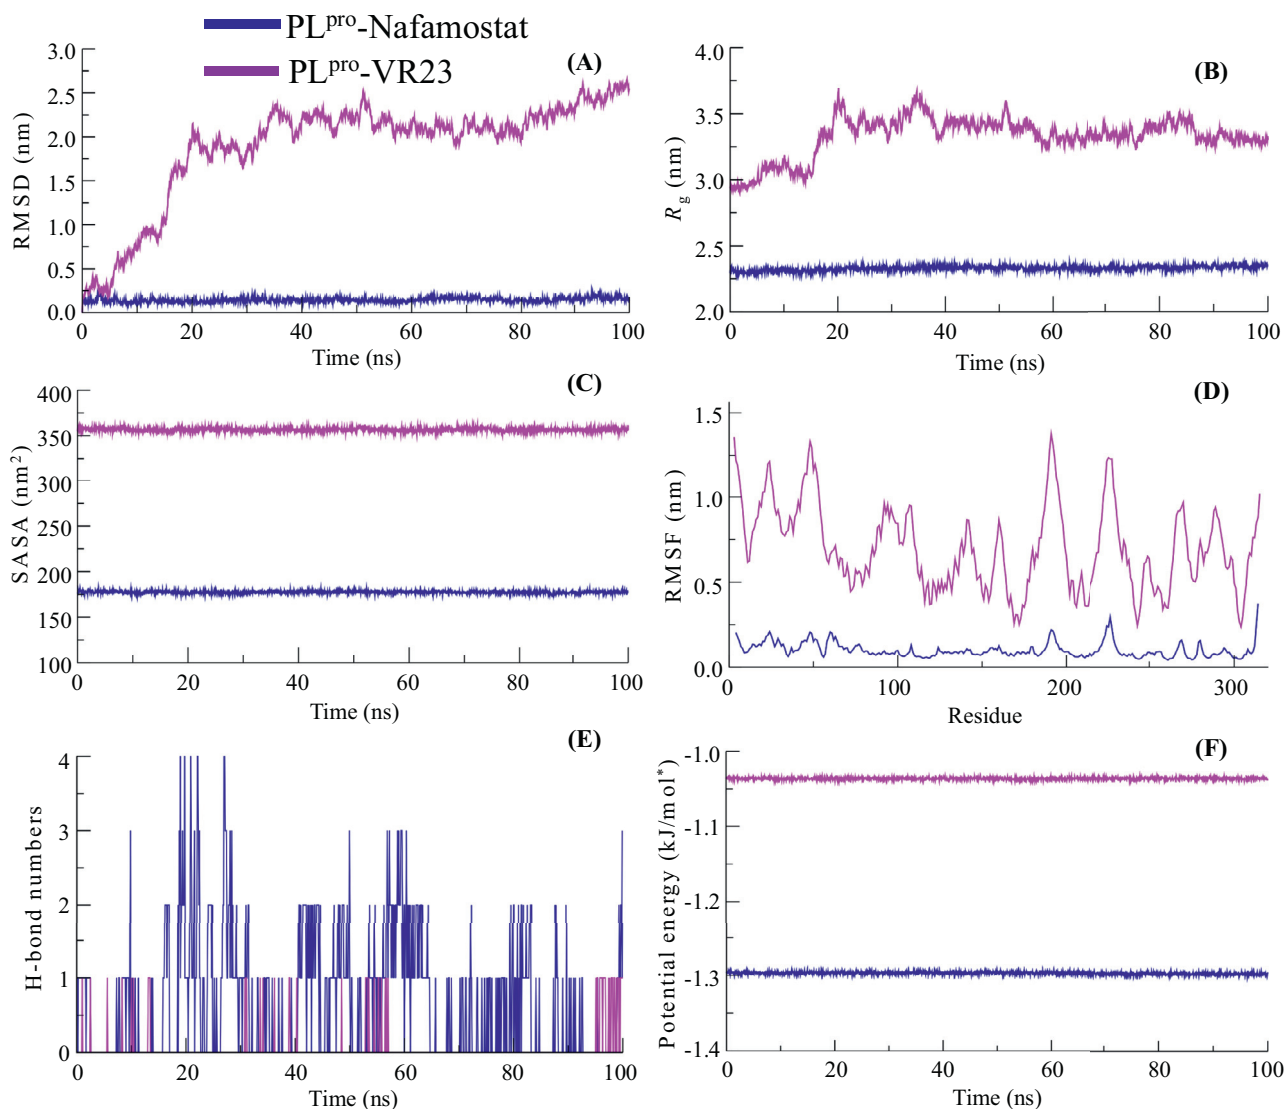 PLpro-Nafamostat
PLpro-VR23
(A)
3.0
2.5
2.0
1.5
1.0
0.5
0.0
RMSD (nm)
0 20 40 60 80 100
Time (ns)
(B)
4.0
3.5
3.0
2.5
2.0
Rg (nm)
0 20 40 60 80 100
Time (ns)
(C)
400
350
300
250
200
150
100
SASA (nm2)
0 20 40 60 80 100
Time (ns)
(D)
1.5
1.0
0.5
0.0
RMSF (nm)
0 100 200 300
Residue
(E)
4
3
2
1
0
H-bond numbers
0 20 40 60 80 100
Time (ns)
(F)
-1.0
-1.1
-1.2
-1.3
-1.4
Potential energy (kJ/mol*)
0 20 40 60 80 100
Time (ns)